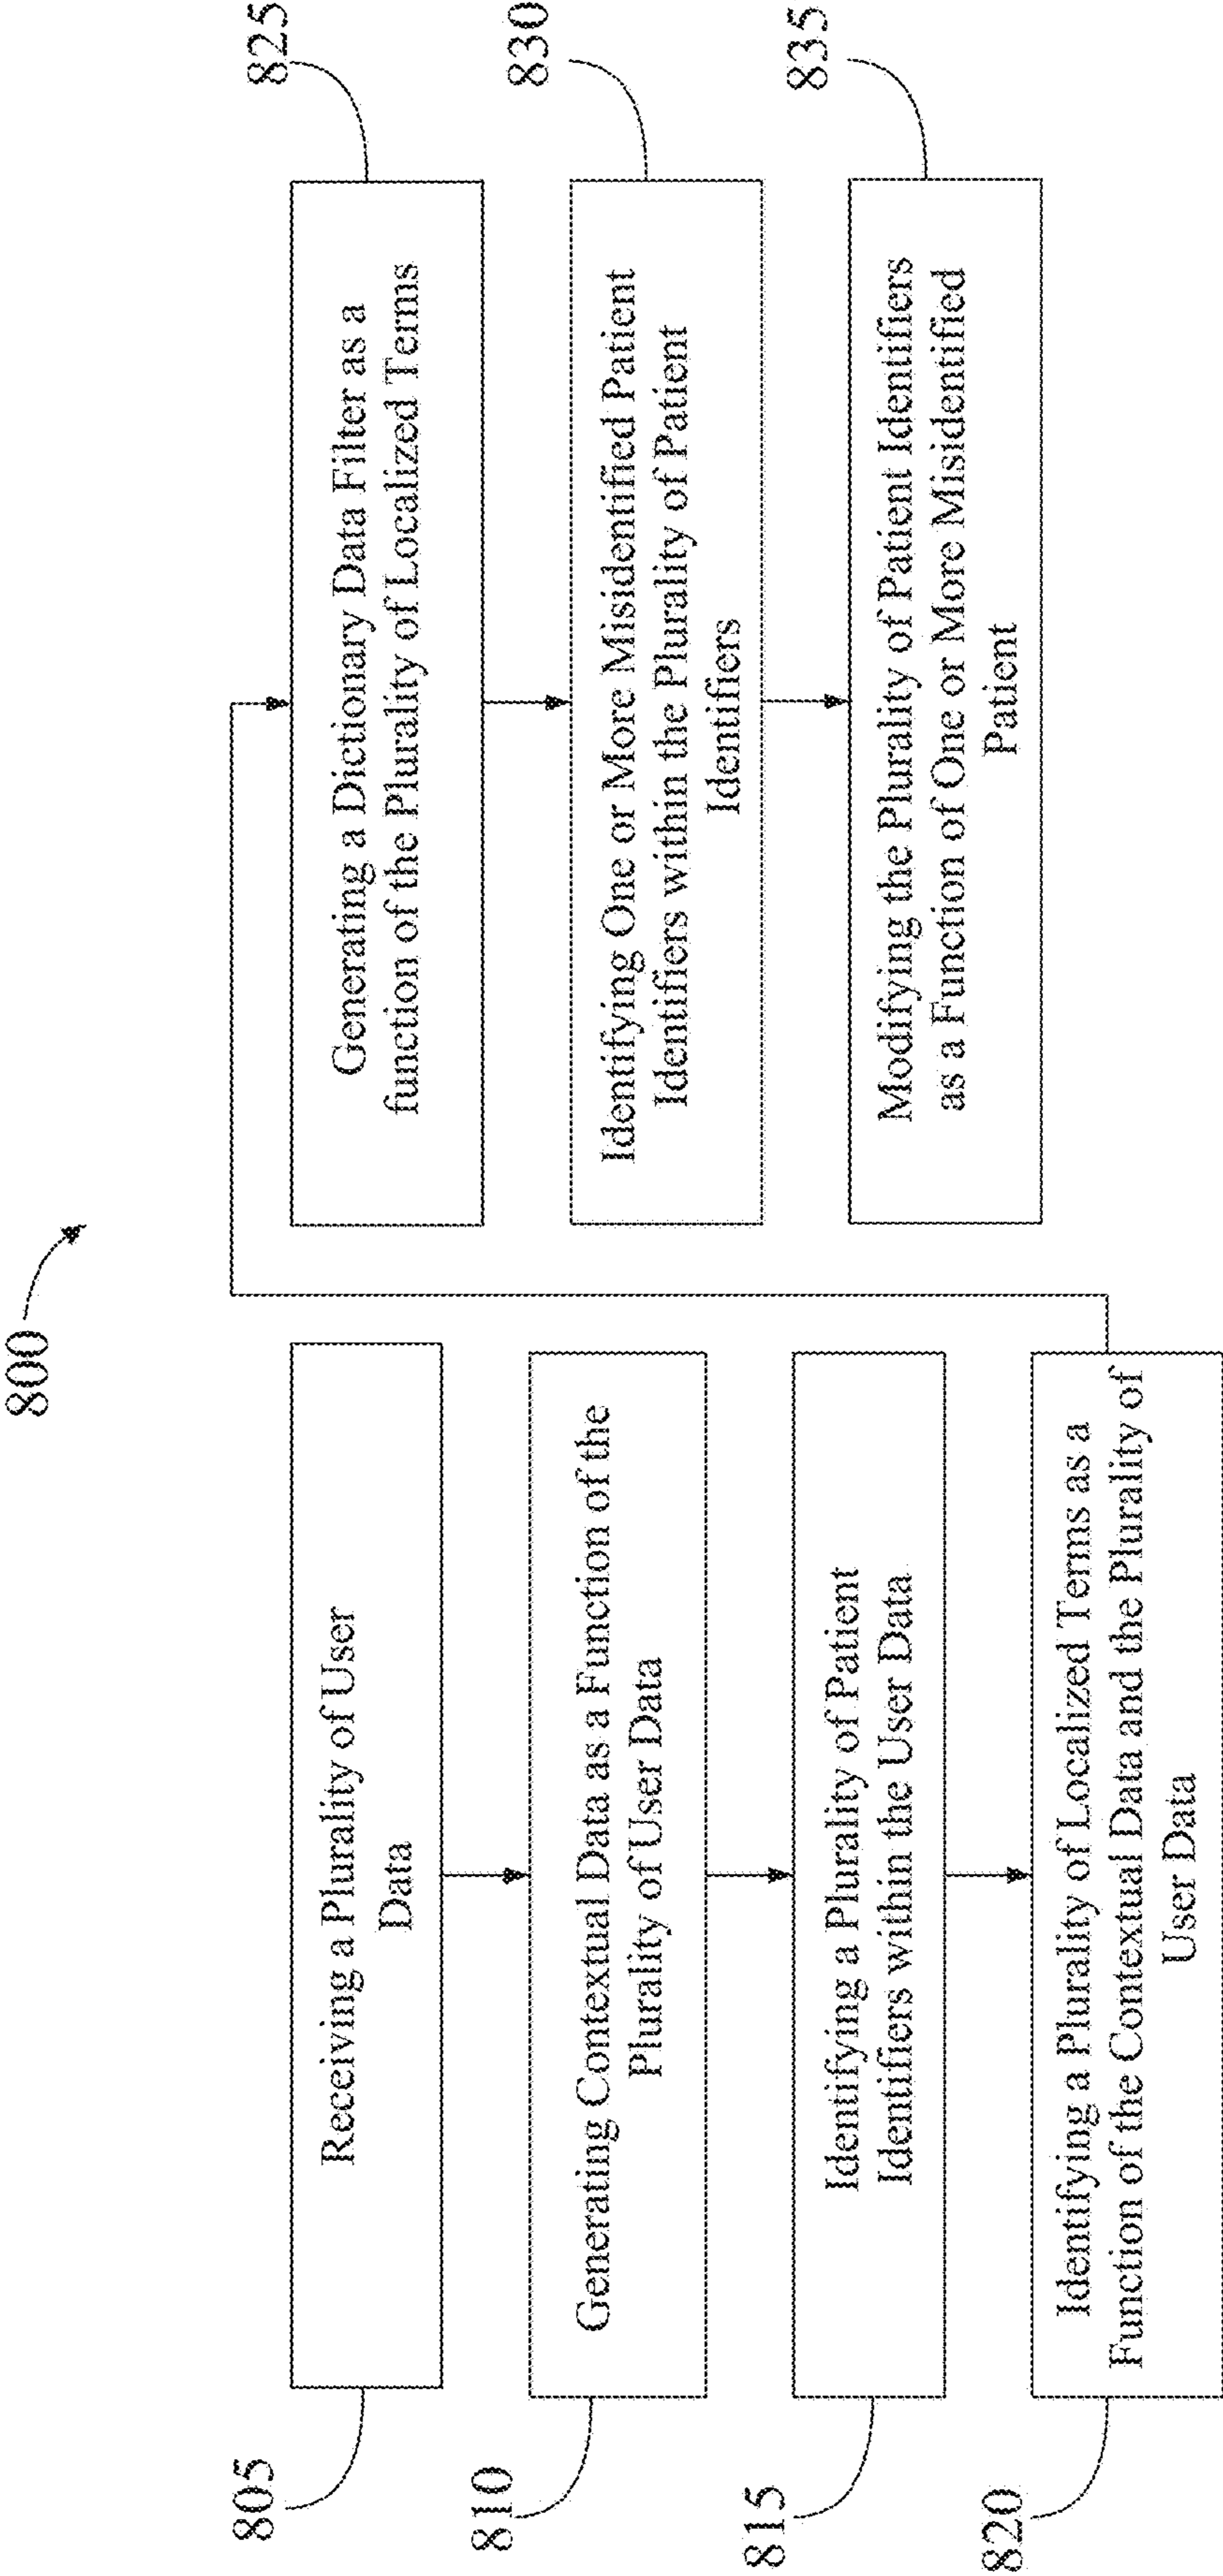 800
805
Receiving a Plurality of User
Data
810
Generating Contextual Data as a Function of the
Plurality of User Data
815
Identifying a Plurality of Patient
Identifiers within the User Data
820
Identifying a Plurality of Localized Terms as a
Function of the Contextual Data and the Plurality of
User Data
825
Generating a Dictionary Data Filter as a
function of the Plurality of Localized Terms
830
Identifying One or More Misidentified Patient
Identifiers within the Plurality of Patient
Identifiers
835
Modifying the Plurality of Patient Identifiers
as a Function of One or More Misidentified
Patient